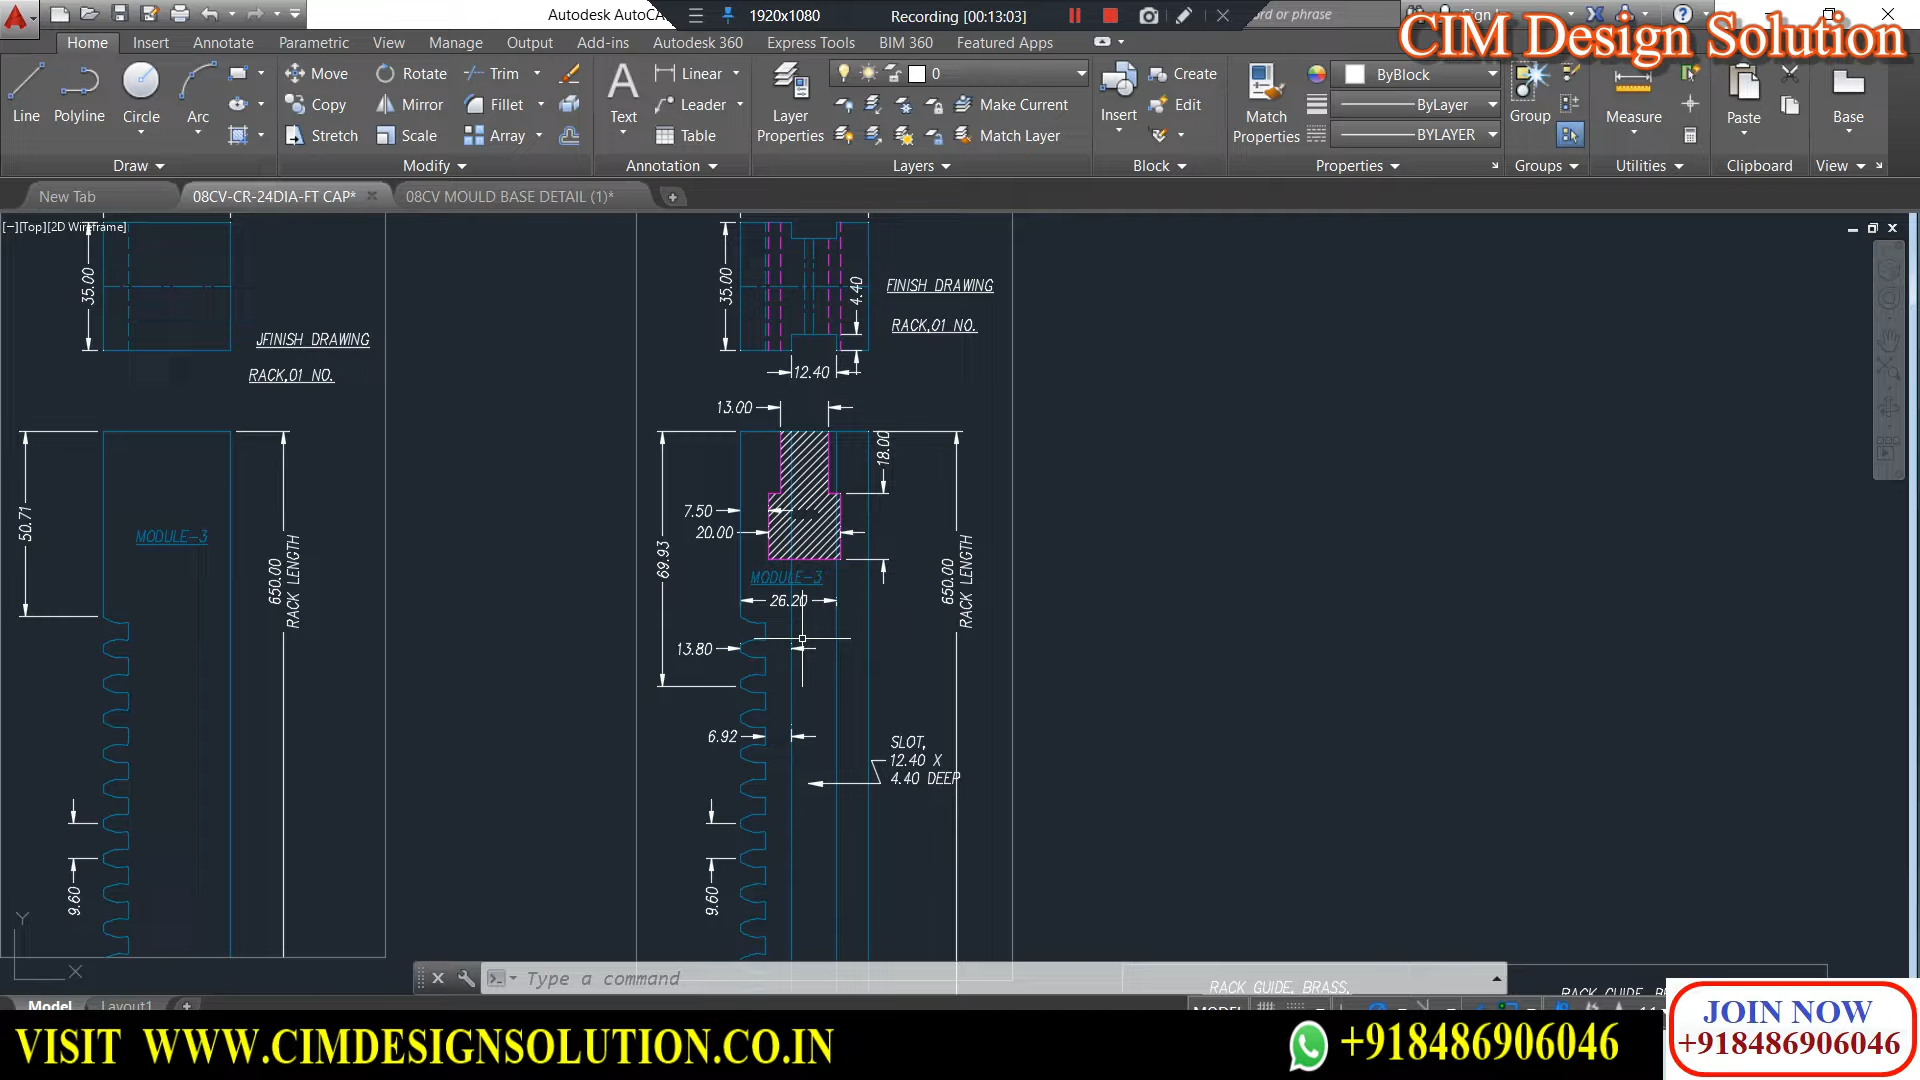 Autodesk AutoCA
1920x1080
Recording [00:13:03]
ord or phrase
CIM Design Solution
Home Insert Annotate Parametric View Manage Output Add-ins Autodesk 360 Express Tools BIM 360 Featured Apps
Line Polyline Circle Arc
Move Rotate Trim
Copy Mirror Fillet
Stretch Scale Array
Text Linear
Leader
Table
Layer Properties
0
Make Current
Match Layer
Insert Create
Edit
Match Properties
ByBlock
ByLayer
BYLAYER
Group Measure Paste Base
Draw Modify Annotation Layers Block Properties Groups Utilities Clipboard View
New Tab 08CV-CR-24DIA-FT CAP* 08CV MOULD BASE DETAIL (1)*
[−][Top][2D Wireframe]
35.00
JFINISH DRAWING
RACK,01 NO.
50.71
MODULE-3
650.00
RACK LENGTH
9.60
35.00
4.40
FINISH DRAWING
RACK,01 NO.
12.40
13.00
18.00
7.50
20.00
69.93
MODULE-3
26.20
650.00
RACK LENGTH
13.80
6.92
SLOT,
12.40 X
4.40 DEEP
9.60
Y
X
Type a command
RACK GUIDE, BRASS,
Model Layout1
MODEL
VISIT WWW.CIMDESIGNSOLUTION.CO.IN
+918486906046
JOIN NOW
+918486906046